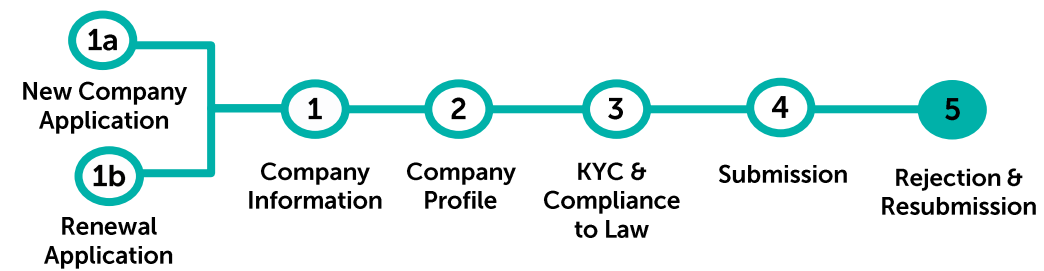 1a
New Company
Application
1b
Renewal
Application
1
Company
Information
2
Company
Profile
3
KYC &
Compliance
to Law
4
Submission
5
Rejection &
Resubmission